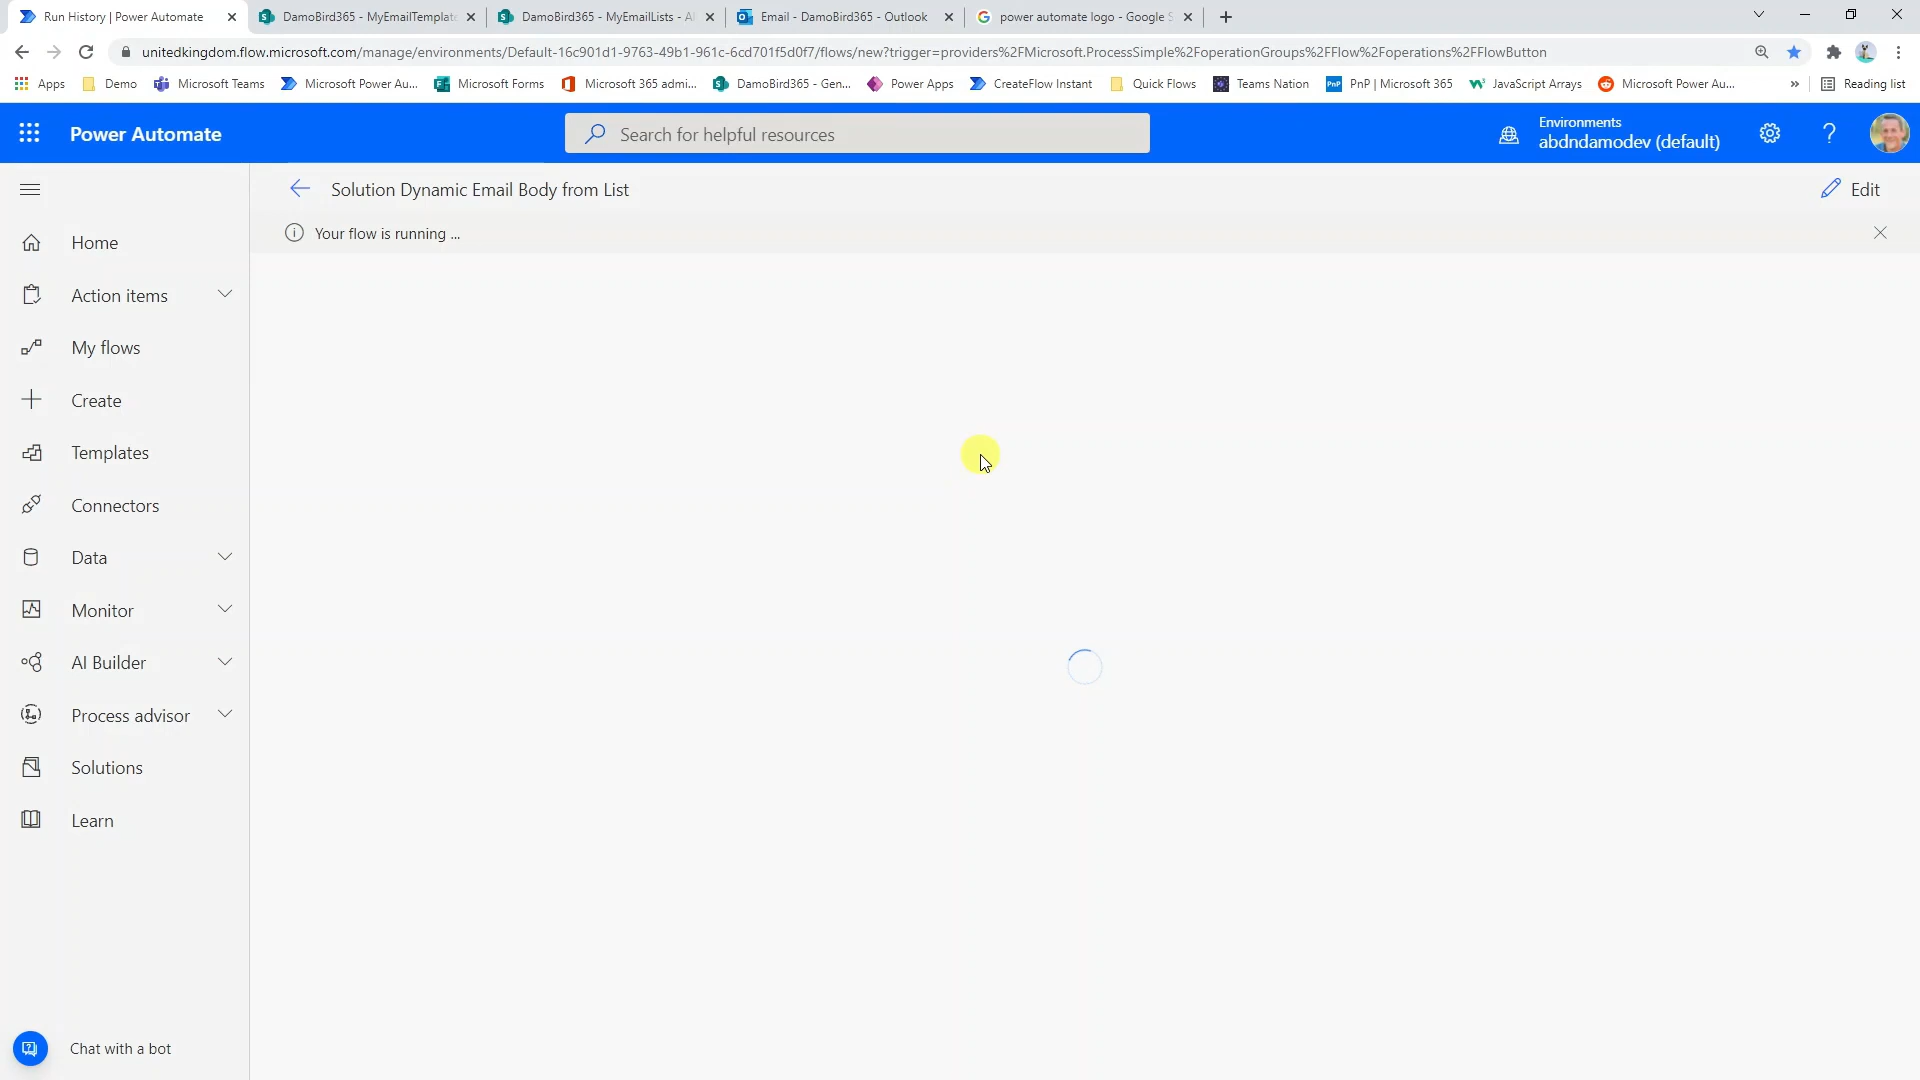 Run History | Power Automate
DamoBird365 - MyEmailTemplate
DamoBird365 - MyEmailLists - Al
Email - DamoBird365 - Outlook
power automate logo - Google S
unitedkingdom.flow.microsoft.com/manage/environments/Default-16c901d1-9763-49b1-961c-6cd701f5d0f7/flows/new?trigger=providers%2FMicrosoft.ProcessSimple%2FoperationGroups%2FFlow%2Foperations%2FFlowButton
Apps
Demo
Microsoft Teams
Microsoft Power Au...
Microsoft Forms
Microsoft 365 admi...
DamoBird365 - Gen...
Power Apps
CreateFlow Instant
Quick Flows
Teams Nation
PnP | Microsoft 365
JavaScript Arrays
Microsoft Power Au...
»
Reading list
Power Automate
Search for helpful resources
Environments
abdndamodev (default)
Solution Dynamic Email Body from List
Edit
Your flow is running ...
Home
Action items
My flows
Create
Templates
Connectors
Data
Monitor
AI Builder
Process advisor
Solutions
Learn
Chat with a bot